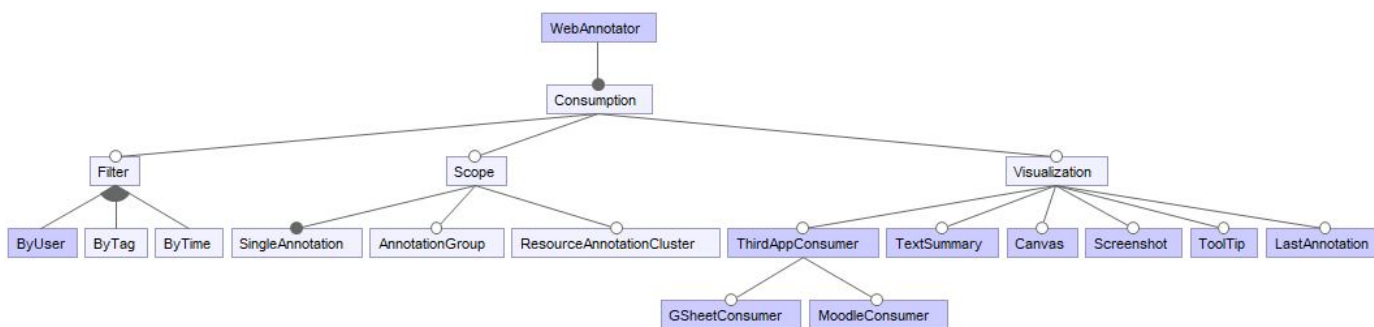 WebAnnotator
Consumption
Filter
Scope
Visualization
ByUser
ByTag
ByTime
SingleAnnotation
AnnotationGroup
ResourceAnnotationCluster
ThirdAppConsumer
TextSummary
Canvas
Screenshot
ToolTip
LastAnnotation
GSheetConsumer
MoodleConsumer